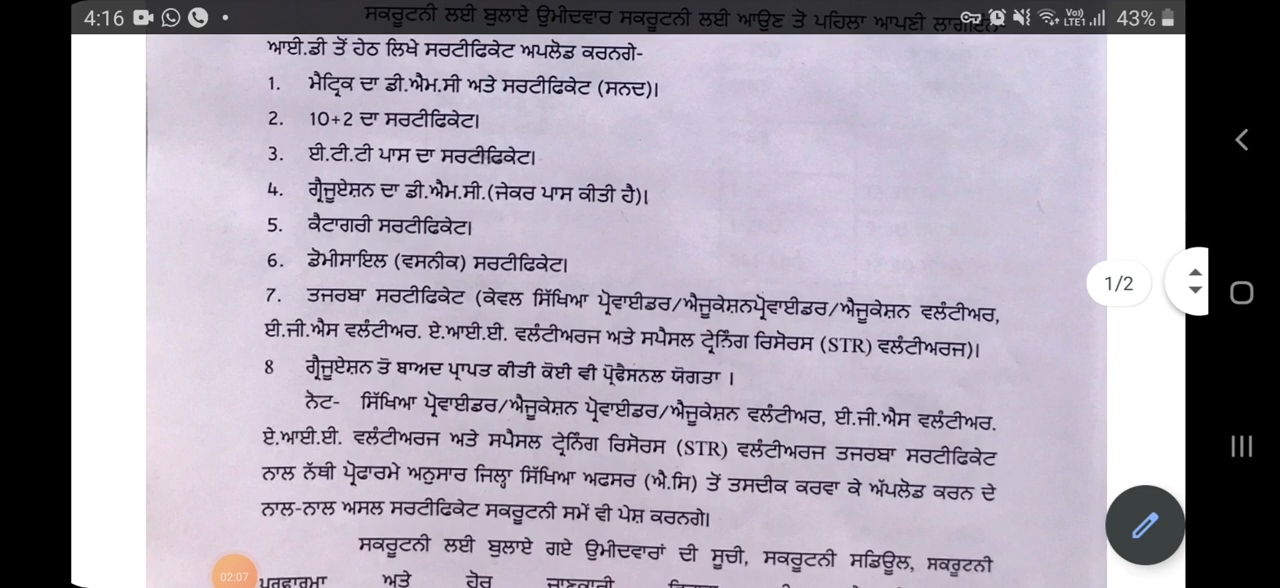 4:16
43%
ਸਕਰੂਟਨੀ ਲਈ ਬੁਲਾਏ ਉਮੀਦਵਾਰ ਸਕਰੂਟਨੀ ਲਈ ਆਉਣ ਤੋ ਪਹਿਲਾ ਆਪਣੀ ਲਾਗਇਨ
ਆਈ.ਡੀ ਤੋਂ ਹੇਠ ਲਿਖੇ ਸਰਟੀਫਿਕੇਟ ਅਪਲੋਡ ਕਰਨਗੇ-
1. ਮੈਟ੍ਰਿਕ ਦਾ ਡੀ.ਐਮ.ਸੀ ਅਤੇ ਸਰਟੀਫਿਕੇਟ (ਸਨਦ)।
2. 10+2 ਦਾ ਸਰਟੀਫਿਕੇਟ।
3. ਈ.ਟੀ.ਟੀ ਪਾਸ ਦਾ ਸਰਟੀਫਿਕੇਟ।
4. ਗ੍ਰੈਜੂਏਸ਼ਨ ਦਾ ਡੀ.ਐਮ.ਸੀ.(ਜੇਕਰ ਪਾਸ ਕੀਤੀ ਹੈ)।
5. ਕੈਟਾਗਰੀ ਸਰਟੀਫਿਕੇਟ।
6. ਡੋਮੀਸਾਇਲ (ਵਸਨੀਕ) ਸਰਟੀਫਿਕੇਟ।
7. ਤਜਰਬਾ ਸਰਟੀਫਿਕੇਟ (ਕੇਵਲ ਸਿੱਖਿਆ ਪ੍ਰੋਵਾਈਡਰ/ਐਜੂਕੇਸ਼ਨਪ੍ਰੋਵਾਈਡਰ/ਐਜੂਕੇਸ਼ਨ ਵਲੰਟੀਅਰ,
ਈ.ਜੀ.ਐਸ ਵਲੰਟੀਅਰ. ਏ.ਆਈ.ਈ. ਵਲੰਟੀਅਰਜ ਅਤੇ ਸਪੈਸਲ ਟ੍ਰੇਨਿੰਗ ਰਿਸੋਰਸ (STR) ਵਲੰਟੀਅਰਜ)।
8 ਗ੍ਰੈਜੂਏਸ਼ਨ ਤੋ ਬਾਅਦ ਪ੍ਰਾਪਤ ਕੀਤੀ ਕੋਈ ਵੀ ਪ੍ਰੋਫੈਸਨਲ ਯੋਗਤਾ ।
ਨੋਟ- ਸਿੱਖਿਆ ਪ੍ਰੋਵਾਈਡਰ/ਐਜੂਕੇਸ਼ਨ ਪ੍ਰੋਵਾਈਡਰ/ਐਜੂਕੇਸ਼ਨ ਵਲੰਟੀਅਰ, ਈ.ਜੀ.ਐਸ ਵਲੰਟੀਅਰ.
ਏ.ਆਈ.ਈ. ਵਲੰਟੀਅਰਜ ਅਤੇ ਸਪੈਸਲ ਟ੍ਰੇਨਿੰਗ ਰਿਸੋਰਸ (STR) ਵਲੰਟੀਅਰਜ ਤਜਰਬਾ ਸਰਟੀਫਿਕੇਟ
ਨਾਲ ਨੱਥੀ ਪ੍ਰੋਫਾਰਮੇ ਅਨੁਸਾਰ ਜਿਲ੍ਹਾ ਸਿੱਖਿਆ ਅਫਸਰ (ਐ.ਸਿ) ਤੋਂ ਤਸਦੀਕ ਕਰਵਾ ਕੇ ਅੱਪਲੋਡ ਕਰਨ ਦੇ
ਨਾਲ-ਨਾਲ ਅਸਲ ਸਰਟੀਫਿਕੇਟ ਸਕਰੂਟਨੀ ਸਮੇਂ ਵੀ ਪੇਸ਼ ਕਰਨਗੇ।
ਸਕਰੂਟਨੀ ਲਈ ਬੁਲਾਏ ਗਏ ਉਮੀਦਵਾਰਾਂ ਦੀ ਸੂਚੀ, ਸਕਰੂਟਨੀ ਸਡਿਊਲ, ਸਕਰੂਟਨੀ
ਅਤੇ ਹੋਰ
1/2
02:07